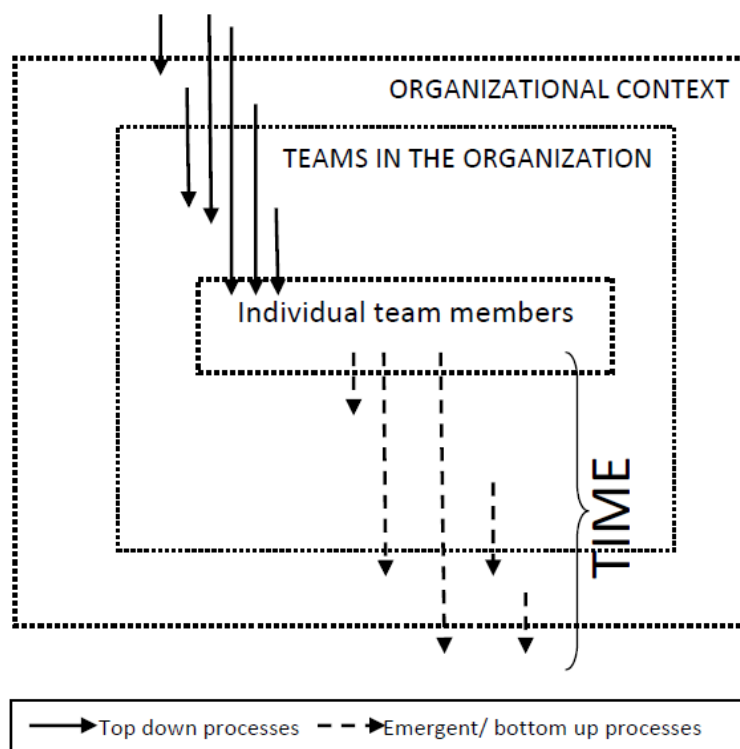 ORGANIZATIONAL CONTEXT
TEAMS IN THE ORGANIZATION
Individual team members
TIME
Top down processes
Emergent/ bottom up processes